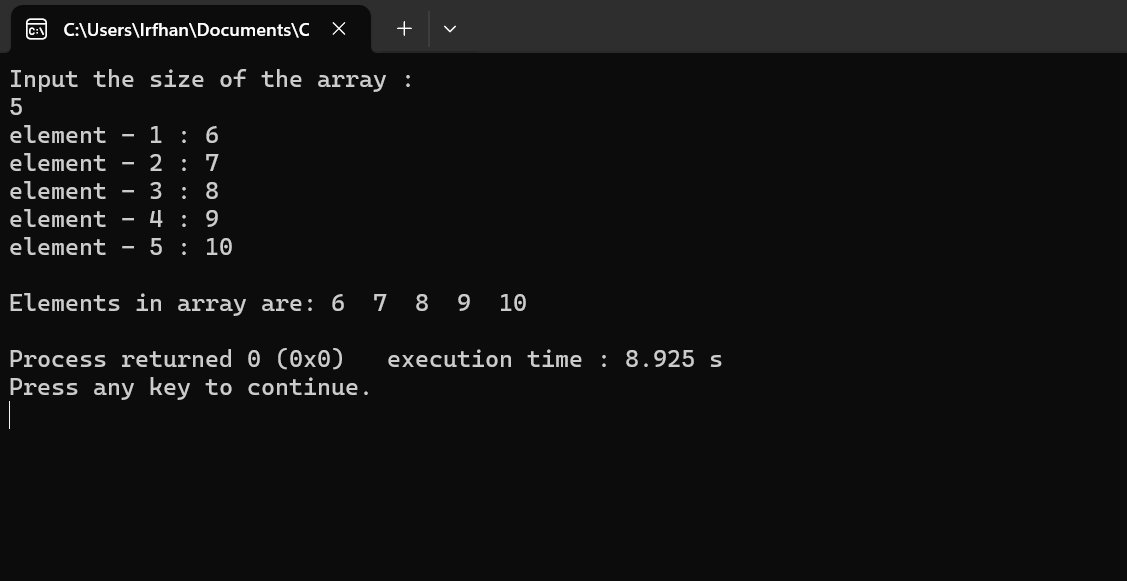 C:\Users\Irfhan\Documents\C
Input the size of the array :
5
element - 1 : 6
element - 2 : 7
element - 3 : 8
element - 4 : 9
element - 5 : 10
Elements in array are: 6  7  8  9  10
Process returned 0 (0x0)   execution time : 8.925 s
Press any key to continue.